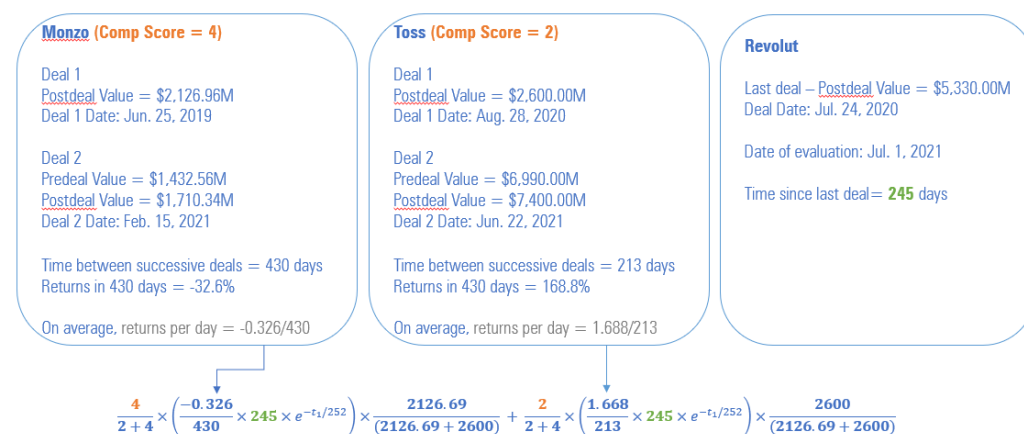 Monzo (Comp Score = 4)
Deal 1
Postdeal Value = $2,126.96M
Deal 1 Date: Jun. 25, 2019
Deal 2
Predeal Value = $1,432.56M
Postdeal Value = $1,710.34M
Deal 2 Date: Feb. 15, 2021
Time between successive deals = 430 days
Returns in 430 days = -32.6%
On average, returns per day = -0.326/430
Toss (Comp Score = 2)
Deal 1
Postdeal Value = $2,600.00M
Deal 1 Date: Aug. 28, 2020
Deal 2
Predeal Value = $6,990.00M
Postdeal Value = $7,400.00M
Deal 2 Date: Jun. 22, 2021
Time between successive deals = 213 days
Returns in 430 days = 168.8%
On average, returns per day = 1.688/213
Revolut
Last deal – Postdeal Value = $5,330.00M
Deal Date: Jul. 24, 2020
Date of evaluation: Jul. 1, 2021
Time since last deal= 245 days
4/(2 + 4) × (−0.326/430 × 245 × e^(−t₁/252)) × 2126.69/(2126.69 + 2600) + 2/(2 + 4) × (1.668/213 × 245 × e^(−t₁/252)) × 2600/(2126.69 + 2600)